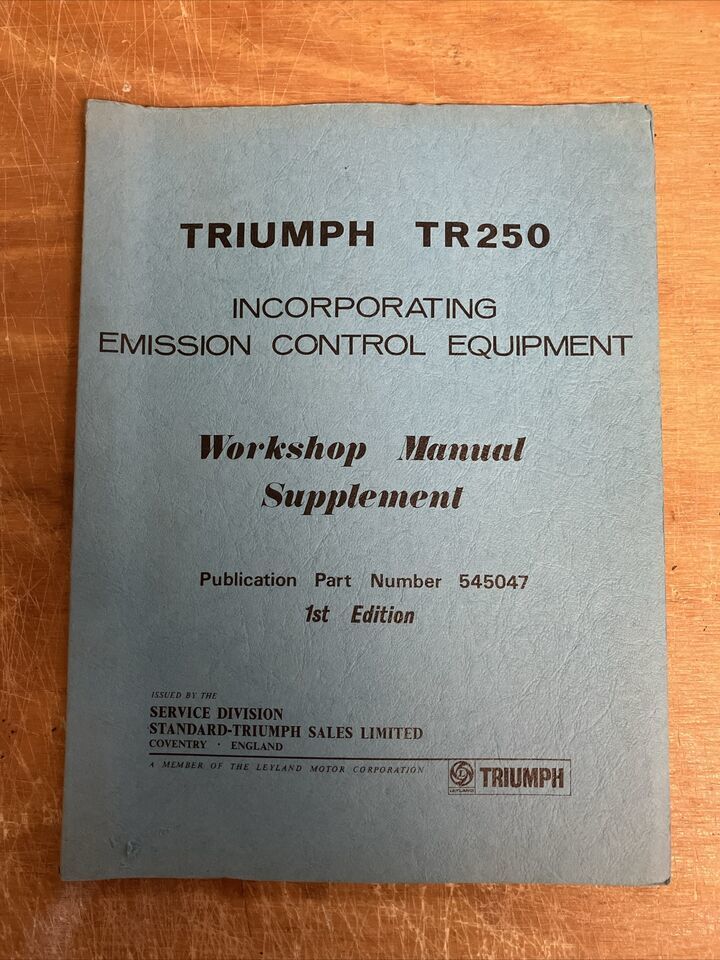 TRIUMPH TR250
INCORPORATING
EMISSION CONTROL EQUIPMENT
Workshop Manual
Supplement
Publication Part Number 545047
1st Edition
ISSUED BY THE
SERVICE DIVISION
STANDARD-TRIUMPH SALES LIMITED
COVENTRY · ENGLAND
A MEMBER OF THE LEYLAND MOTOR CORPORATION
LEYLAND
TRIUMPH